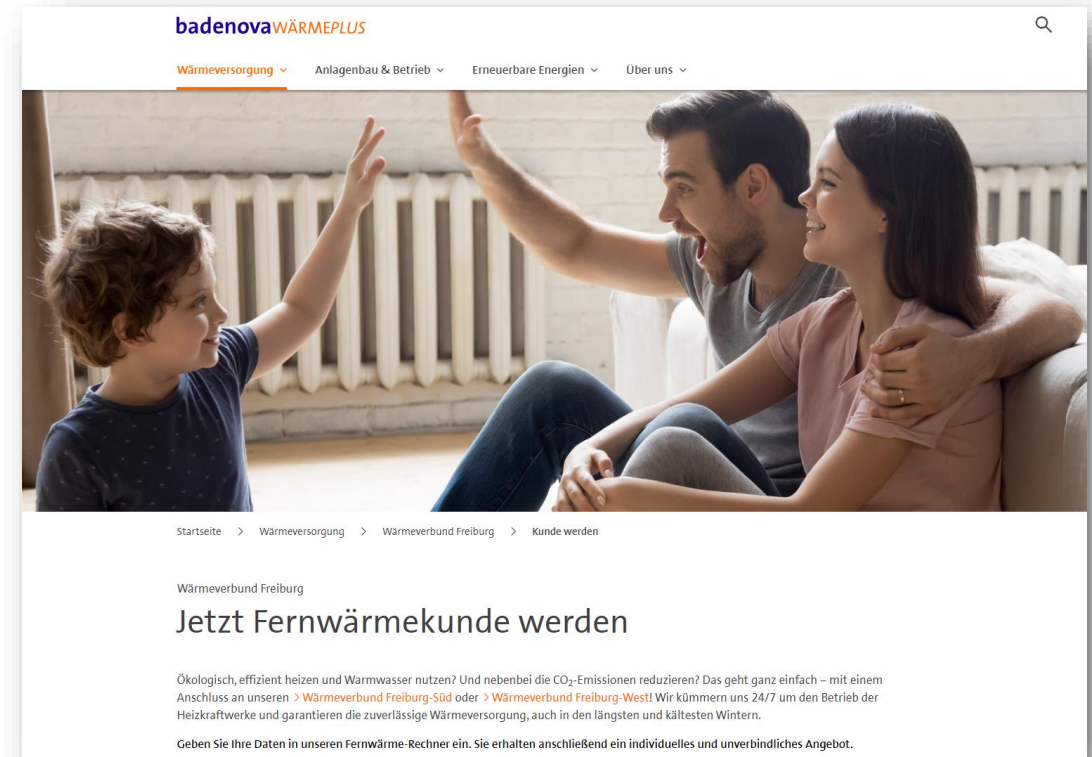 badenovaWÄRMEPLUS
Wärmeversorgung Anlagenbau & Betrieb Erneuerbare Energien Über uns
Startseite > Wärmeversorgung > Wärmeverbund Freiburg > Kunde werden
Wärmeverbund Freiburg
Jetzt Fernwärmekunde werden
Ökologisch, effizient heizen und Warmwasser nutzen? Und nebenbei die CO₂-Emissionen reduzieren? Das geht ganz einfach – mit einem
Anschluss an unseren > Wärmeverbund Freiburg-Süd oder > Wärmeverbund Freiburg-West! Wir kümmern uns 24/7 um den Betrieb der
Heizkraftwerke und garantieren die zuverlässige Wärmeversorgung, auch in den längsten und kältesten Wintern.
Geben Sie Ihre Daten in unseren Fernwärme-Rechner ein. Sie erhalten anschließend ein individuelles und unverbindliches Angebot.